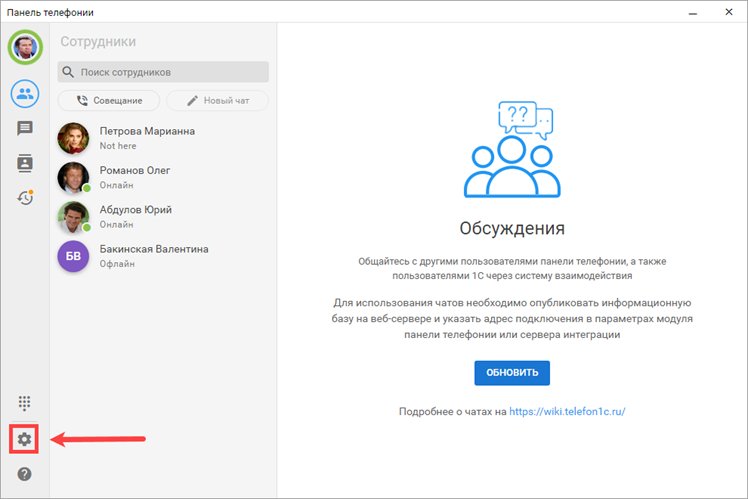 Панель телефонии
Сотрудники
Поиск сотрудников
Совещание
Новый чат
Петрова Марианна
Not here
Романов Олег
Онлайн
Абдулов Юрий
Онлайн
БВ
Бакинская Валентина
Офлайн
??
Обсуждения
Общайтесь с другими пользователями панели телефонии, а также
пользователями 1С через систему взаимодействия
Для использования чатов необходимо опубликовать информационную
базу на веб-сервере и указать адрес подключения в параметрах модуля
панели телефонии или сервера интеграции
ОБНОВИТЬ
Подробнее о чатах на https://wiki.telefon1c.ru/
?